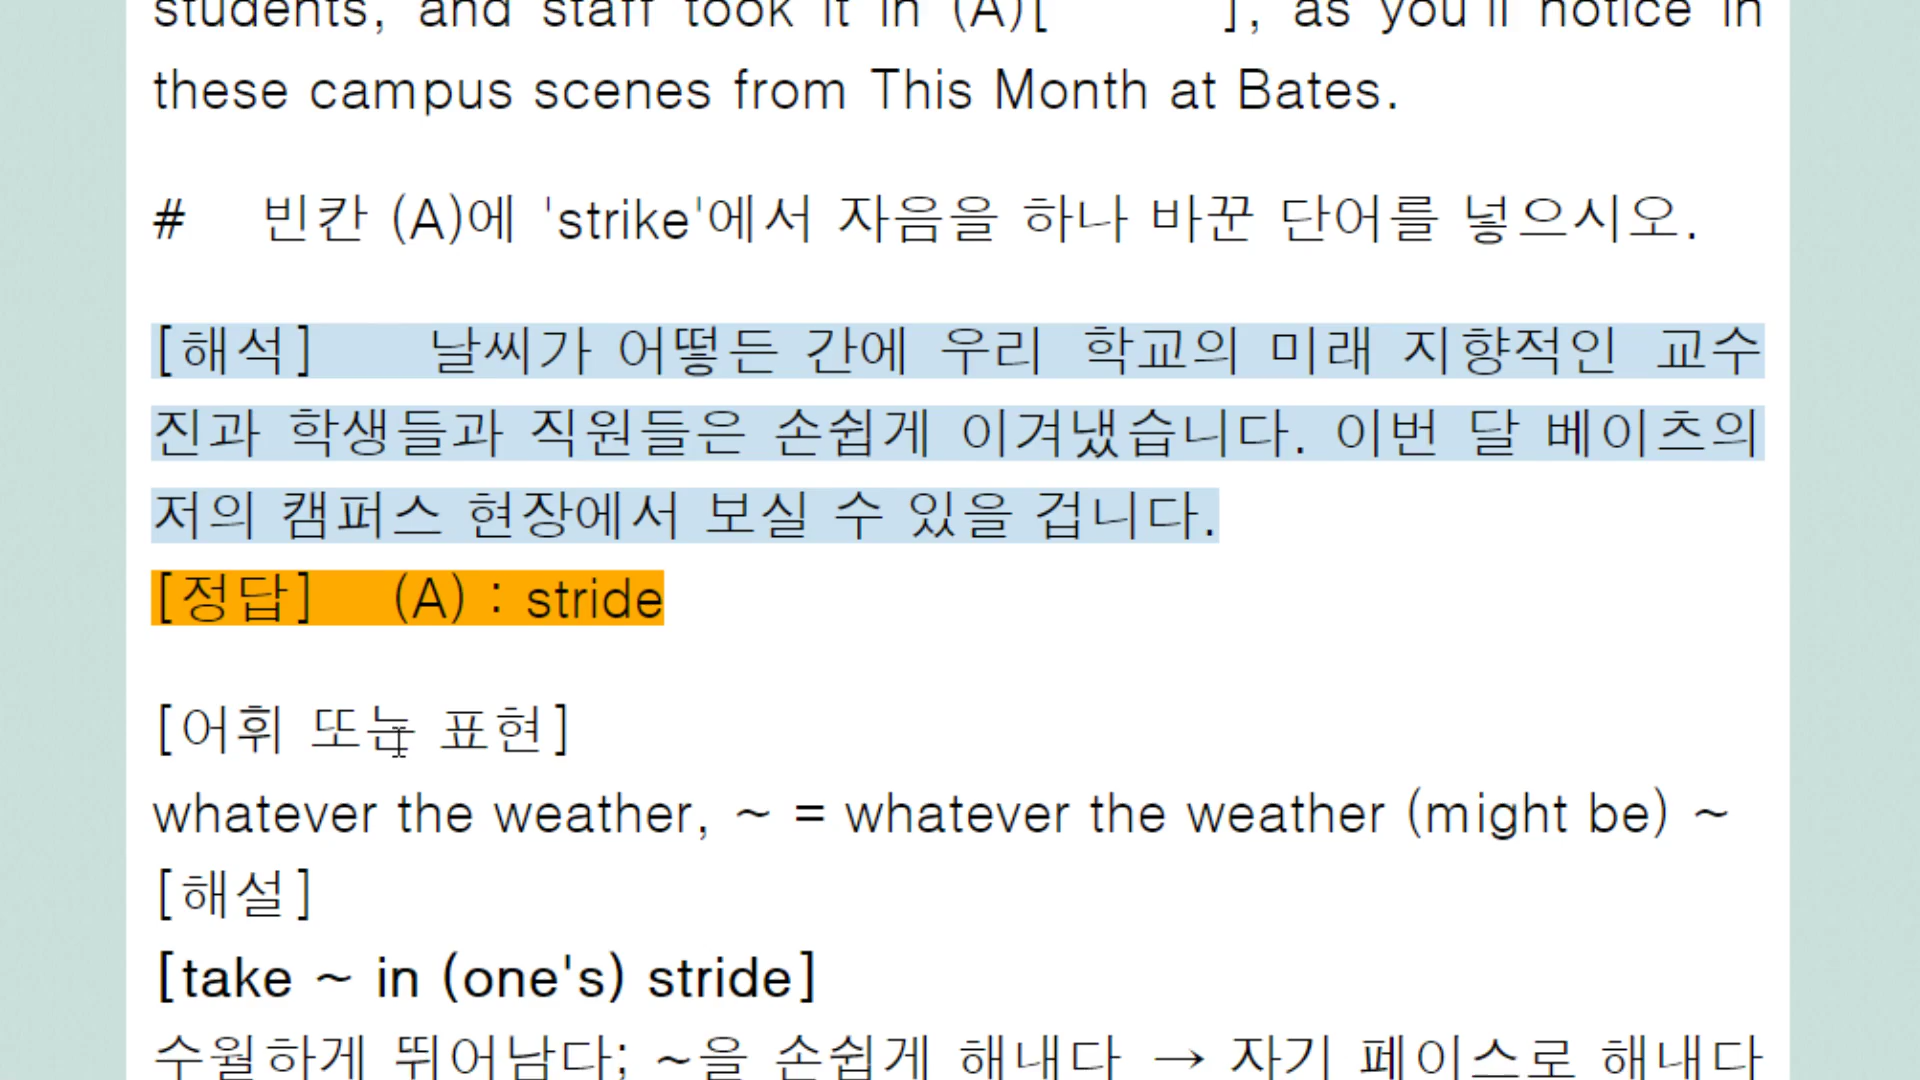 students, and staff took it in (A)[ ], as you'll notice in
these campus scenes from This Month at Bates.
# 빈칸 (A)에 'strike'에서 자음을 하나 바꾼 단어를 넣으시오.
[해석] 날씨가 어떻든 간에 우리 학교의 미래 지향적인 교수
진과 학생들과 직원들은 손쉽게 이겨냈습니다. 이번 달 베이츠의
저의 캠퍼스 현장에서 보실 수 있을 겁니다.
[정답] (A) : stride
[어휘 또는 표현]
whatever the weather, ~ = whatever the weather (might be) ~
[해설]
[take ~ in (one's) stride]
수월하게 뛰어남다; ~을 손쉽게 해내다 → 자기 페이스로 해내다